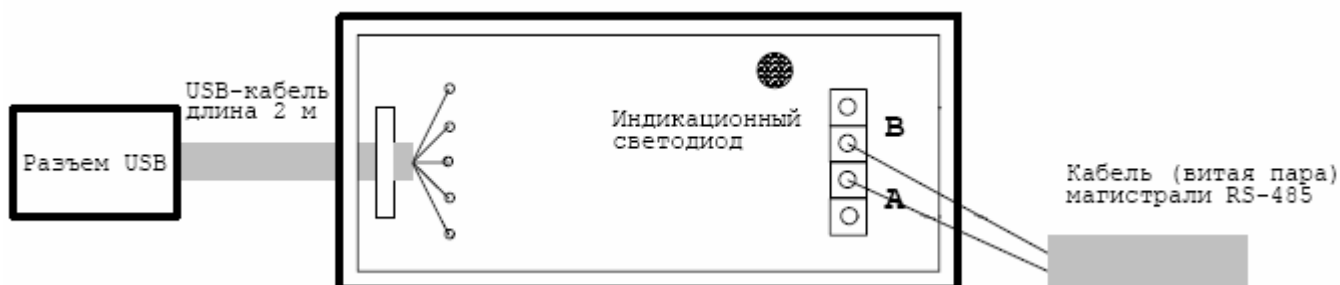 USB-кабель
длина 2 м
Разъем USB
Индикационный
светодиод
B
A
Кабель (витая пара)
магистрали RS-485